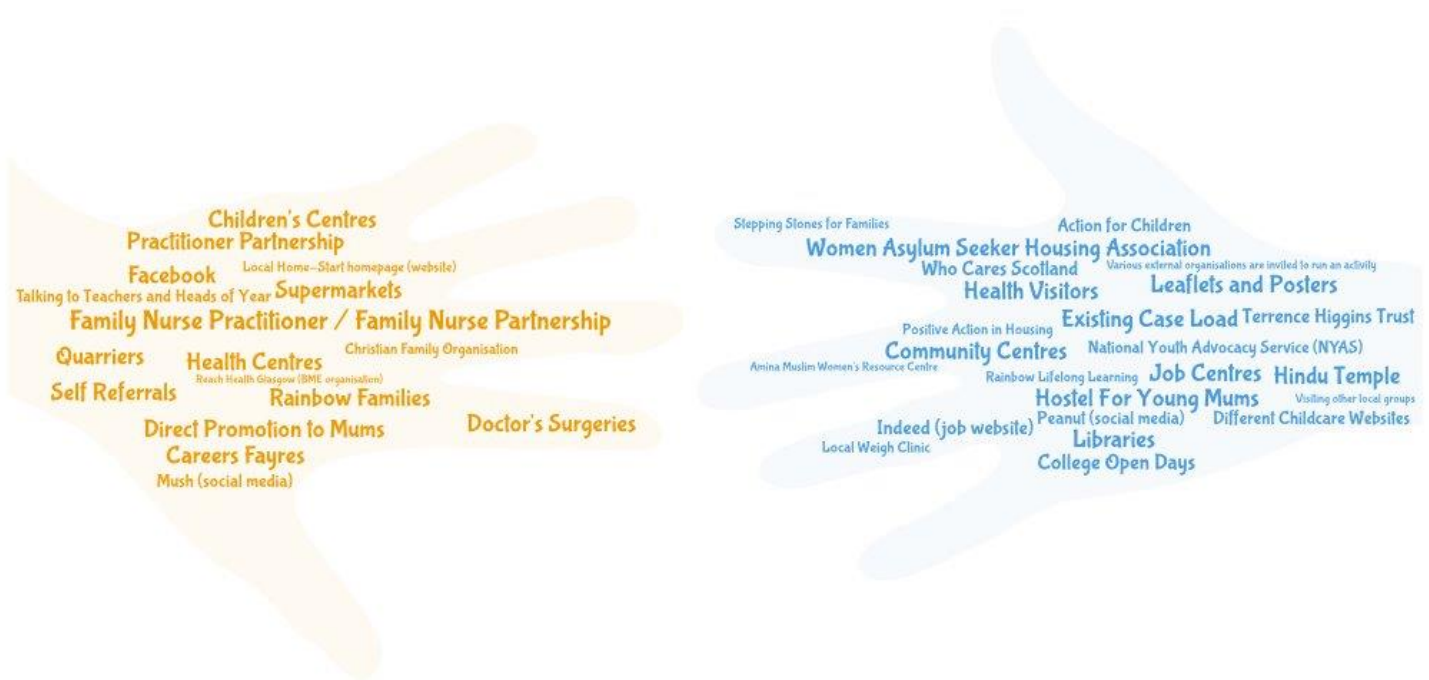 Children's Centres
Practitioner Partnership
Facebook
Local Home-Start homepage (website)
Talking to Teachers and Heads of Year
Supermarkets
Family Nurse Practitioner / Family Nurse Partnership
Quarriers
Health Centres
Christian Family Organisation
Reach Health Glasgow (BME organisation)
Self Referrals
Rainbow Families
Direct Promotion to Mums
Doctor's Surgeries
Careers Fayres
Mush (social media)
Stepping Stones for Families
Action for Children
Women Asylum Seeker Housing Association
Who Cares Scotland
Various external organisations are invited to run an activity
Health Visitors
Leaflets and Posters
Positive Action in Housing
Existing Case Load
Terrence Higgins Trust
Community Centres
National Youth Advocacy Service (NYAS)
Amina Muslim Women's Resource Centre
Rainbow Lifelong Learning
Job Centres
Hindu Temple
Hostel For Young Mums
Visiting other local groups
Indeed (job website)
Peanut (social media)
Different Childcare Websites
Local Weigh Clinic
Libraries
College Open Days